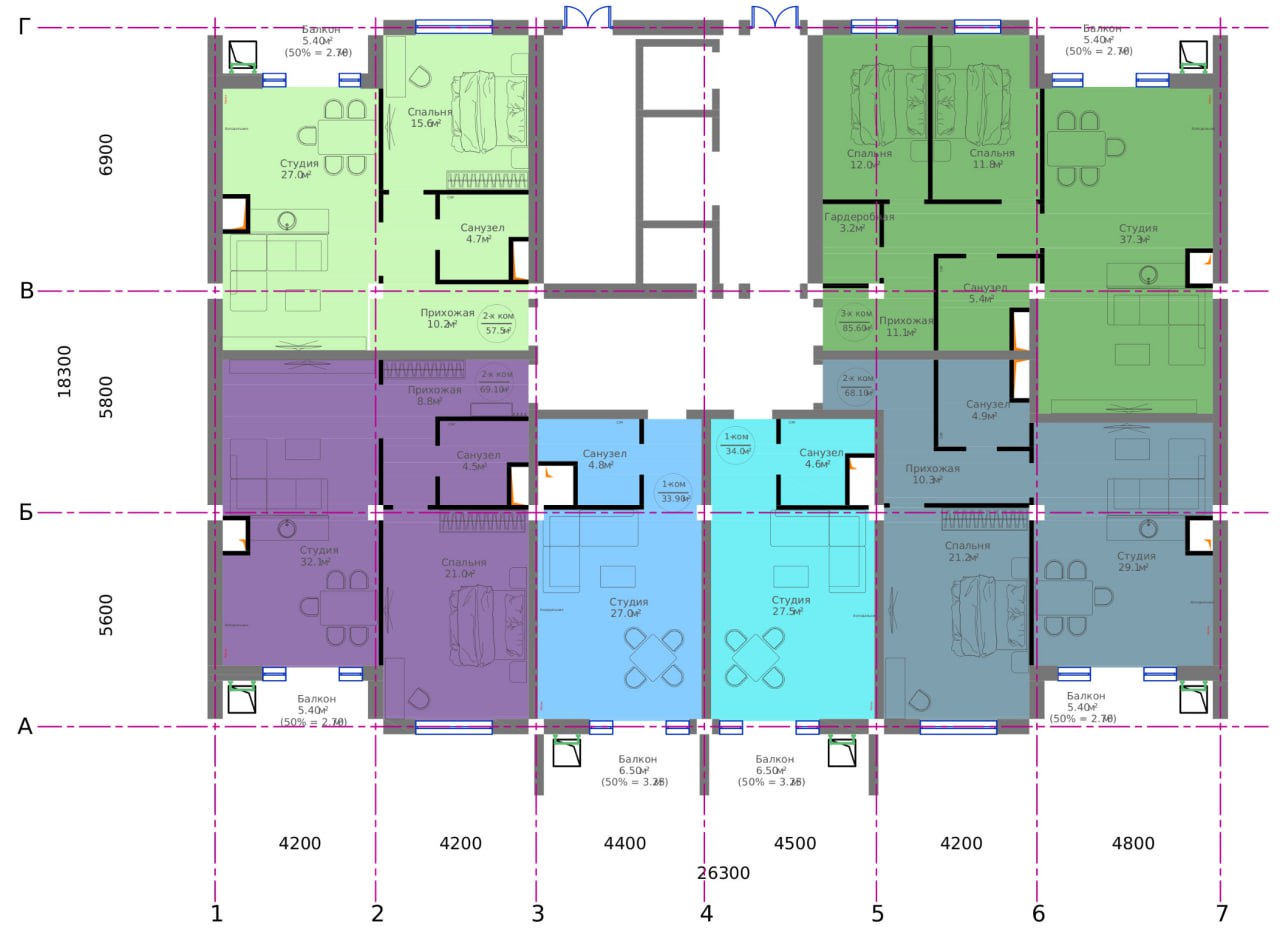 Г
Балкон
5.40м²
(50% = 2.70)
Балкон
5.40м²
(50% = 2.70)
6900
Спальня
15.6м²
Студия
27.0м²
Санузел
4.7м²
Прихожая
10.2м²
2-х ком
57.5м²
Спальня
12.0м²
Спальня
11.8м²
Гардеробная
3.2м²
Студия
37.3м²
Санузел
5.4м²
3-х ком
85.60м²
Прихожая
11.1м²
В
18300
5800
Прихожая
8.8м²
2-х ком
69.10м²
Санузел
4.5м²
Санузел
4.8м²
1-ком
33.90м²
1-ком
34.0м²
Санузел
4.6м²
2-х ком
68.10м²
Санузел
4.9м²
Прихожая
10.3м²
Б
5600
Студия
32.1м²
Спальня
21.0м²
Студия
27.0м²
Студия
27.5м²
Спальня
21.2м²
Студия
29.1м²
Балкон
5.40м²
(50% = 2.70)
Балкон
5.40м²
(50% = 2.70)
А
Балкон
6.50м²
(50% = 3.25)
Балкон
6.50м²
(50% = 3.25)
4200
4200
4400
4500
4200
4800
26300
1
2
3
4
5
6
7